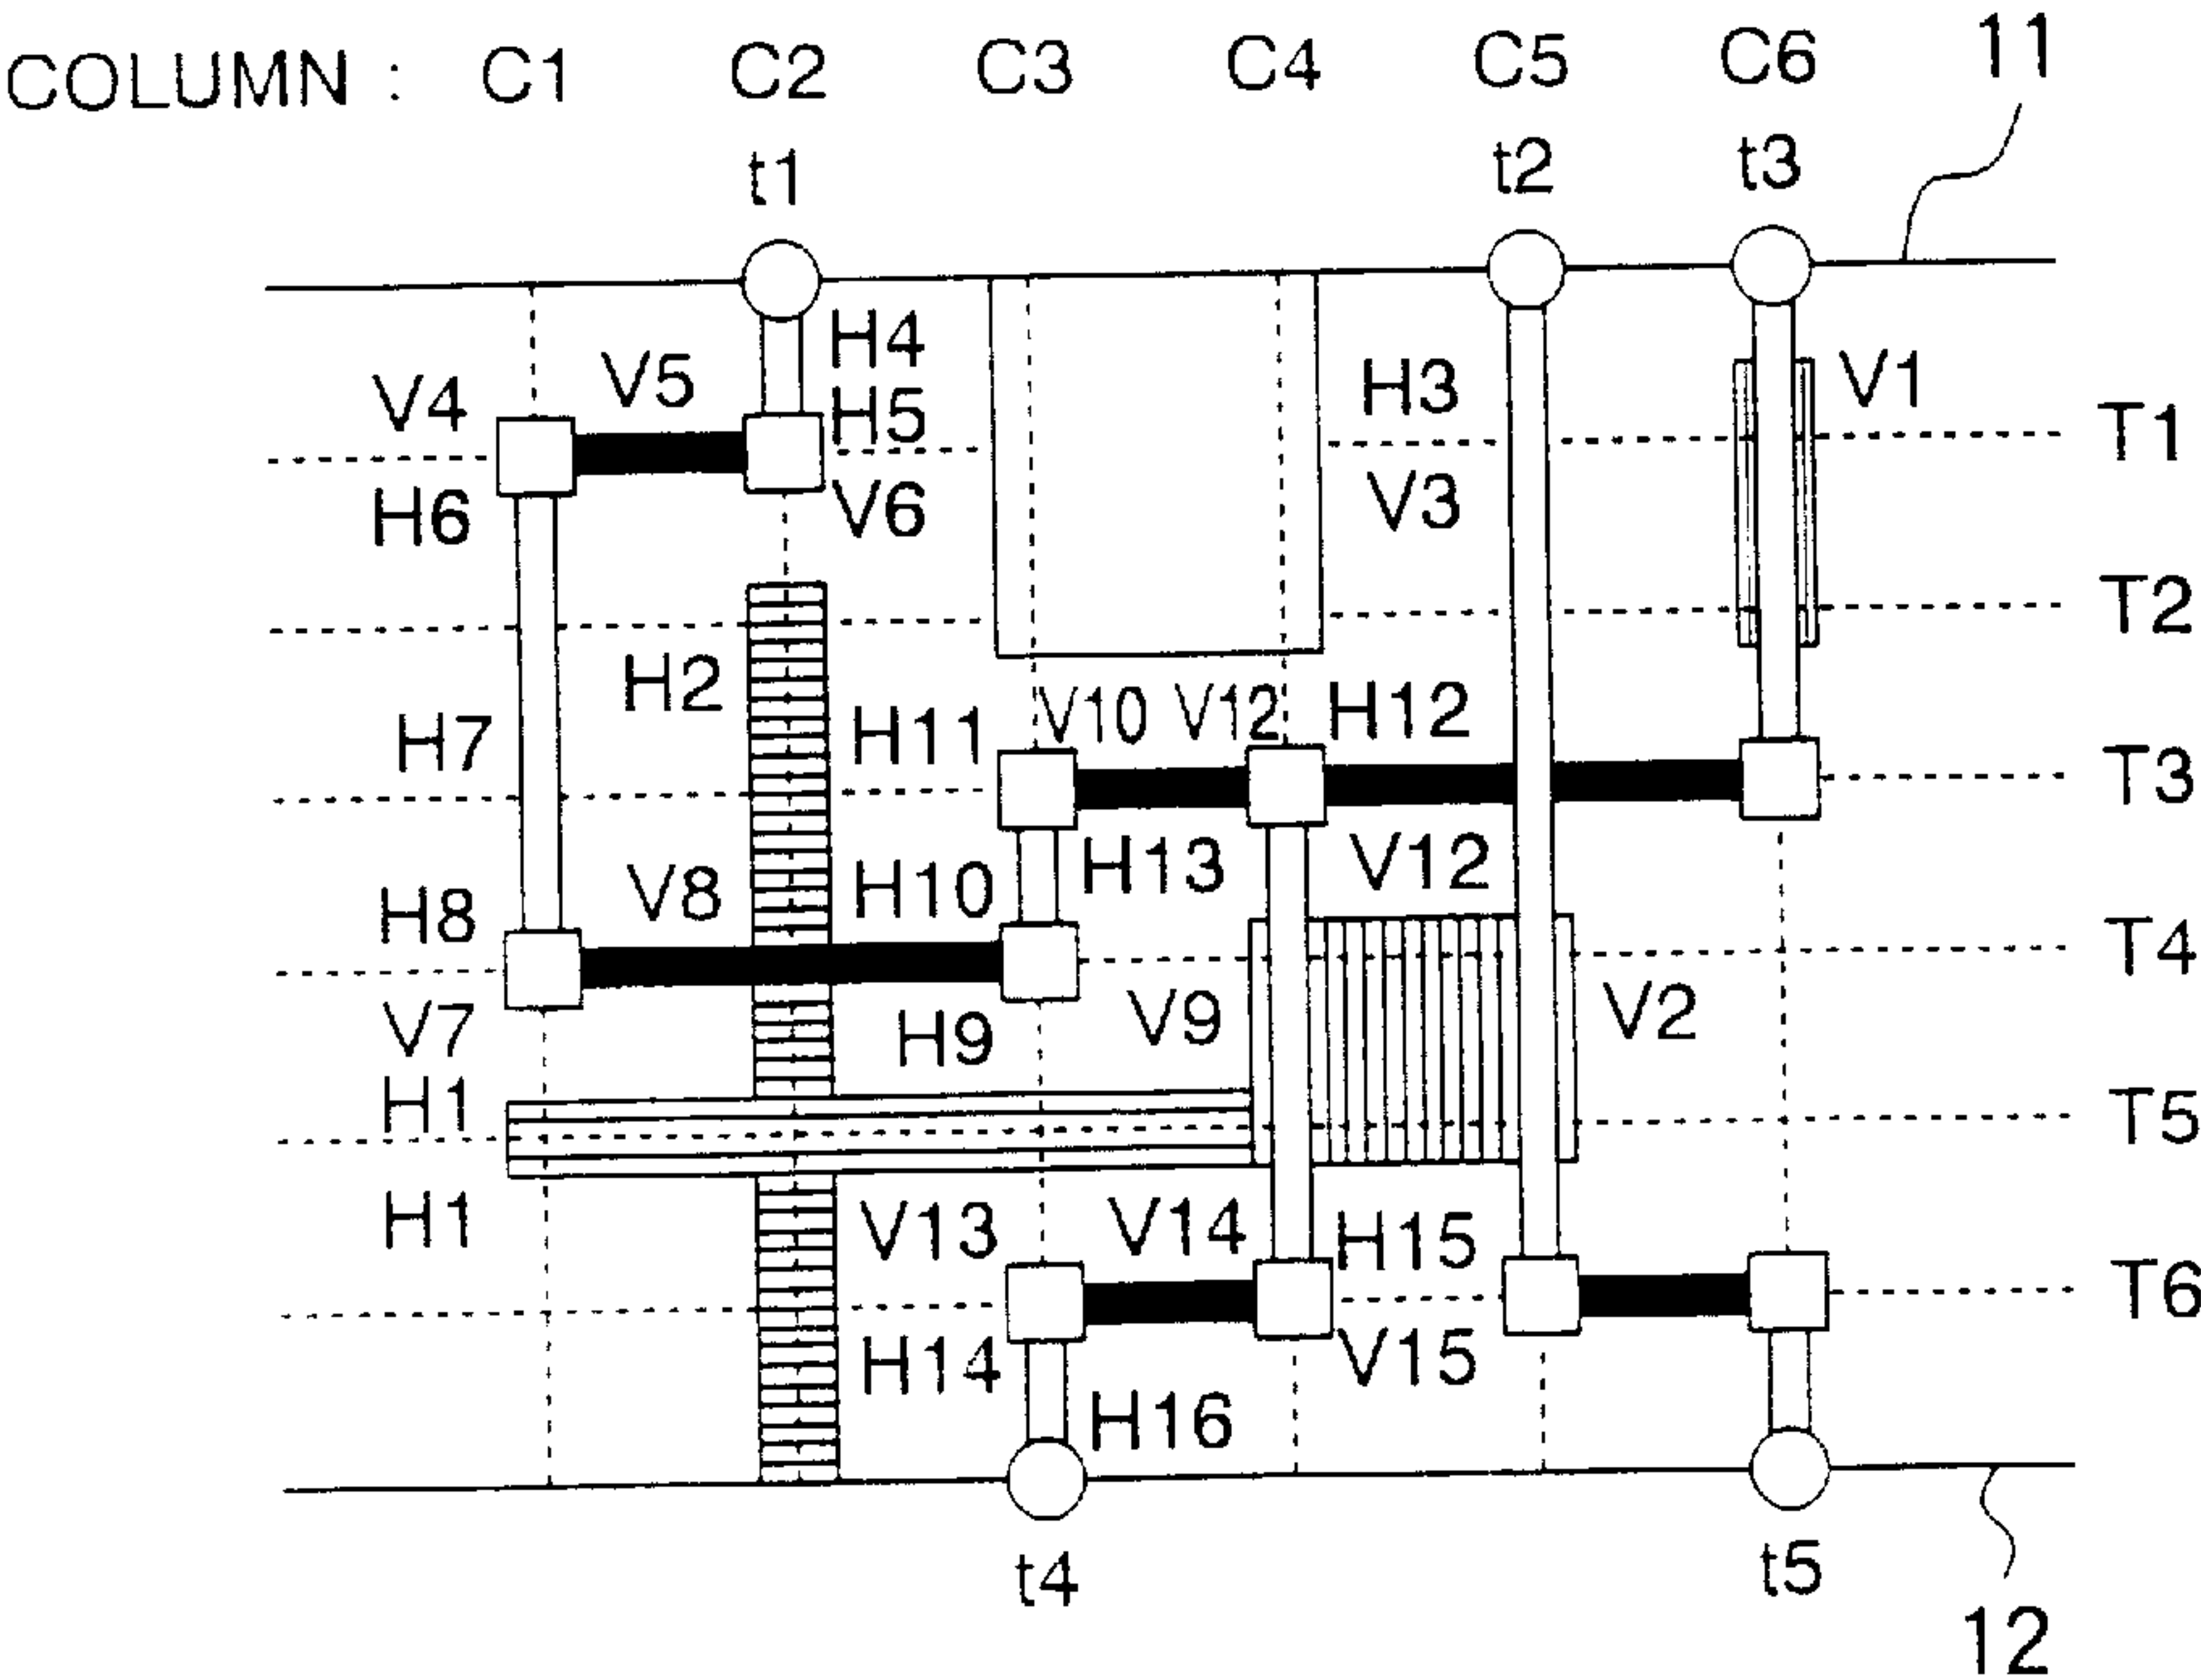 COLUMN : C1 C2 C3 C4 C5 C6 11
t1 t2 t3
H4
V5 H3 V1
V4 H5 T1
H6 V6 V3
T2
H2
H7 H11 V10 V12 H12
T3
H8 V8 H10 H13 V12
T4
V7 H9 V9 V2
H1 T5
H1 V13 V14 H15
T6
H14 V15
H16
t4 t5
12